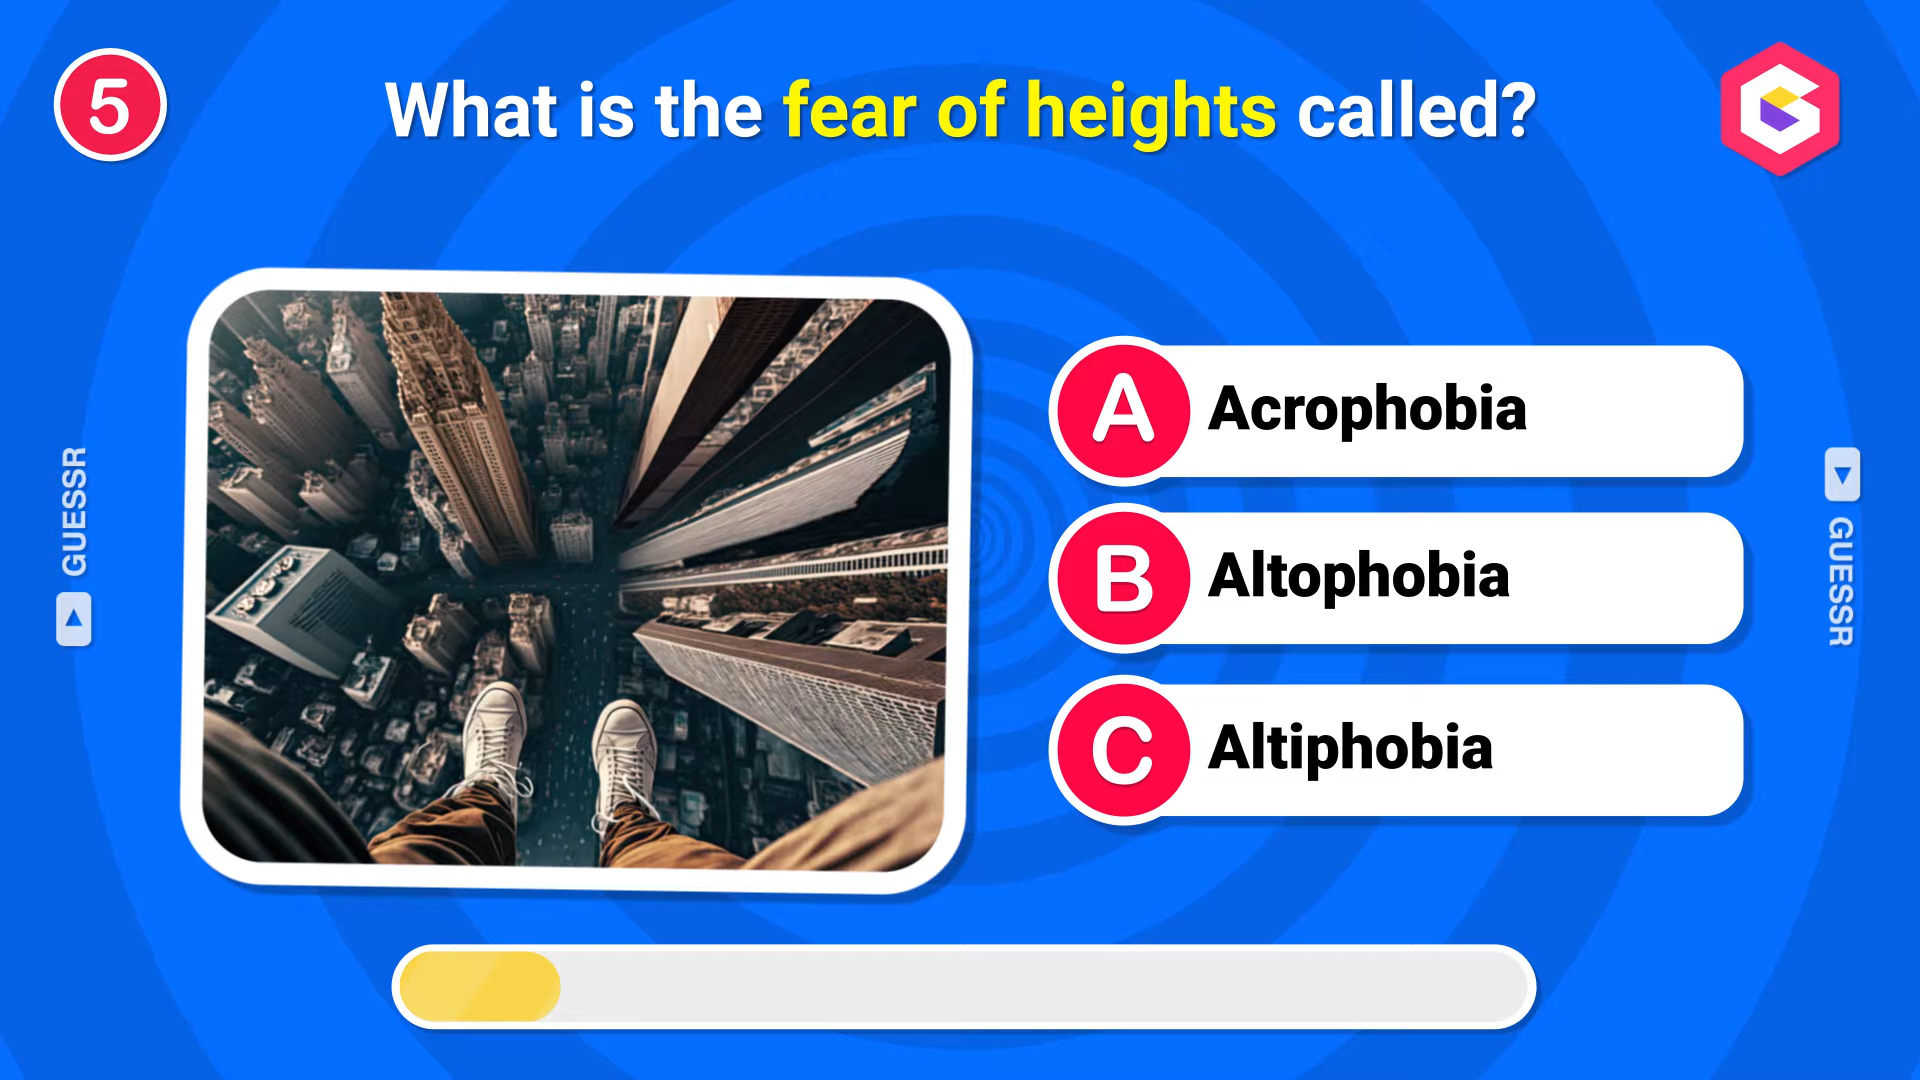 5
What is the fear of heights called?
A Acrophobia
B Altophobia
C Altiphobia
GUESSR
GUESSR